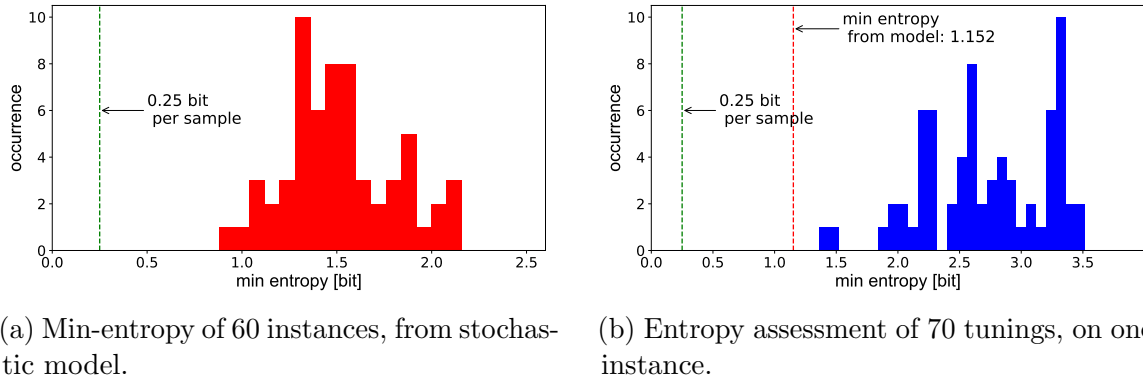 10
8
6
4
2
0
occurrence
0.25 bit
per sample
0.0 0.5 1.0 1.5 2.0 2.5
min entropy [bit]
(a) Min-entropy of 60 instances, from stochas-
tic model.
10
8
6
4
2
0
occurrence
min entropy
from model: 1.152
0.25 bit
per sample
0.0 0.5 1.0 1.5 2.0 2.5 3.0 3.5
min entropy [bit]
(b) Entropy assessment of 70 tunings, on one
instance.